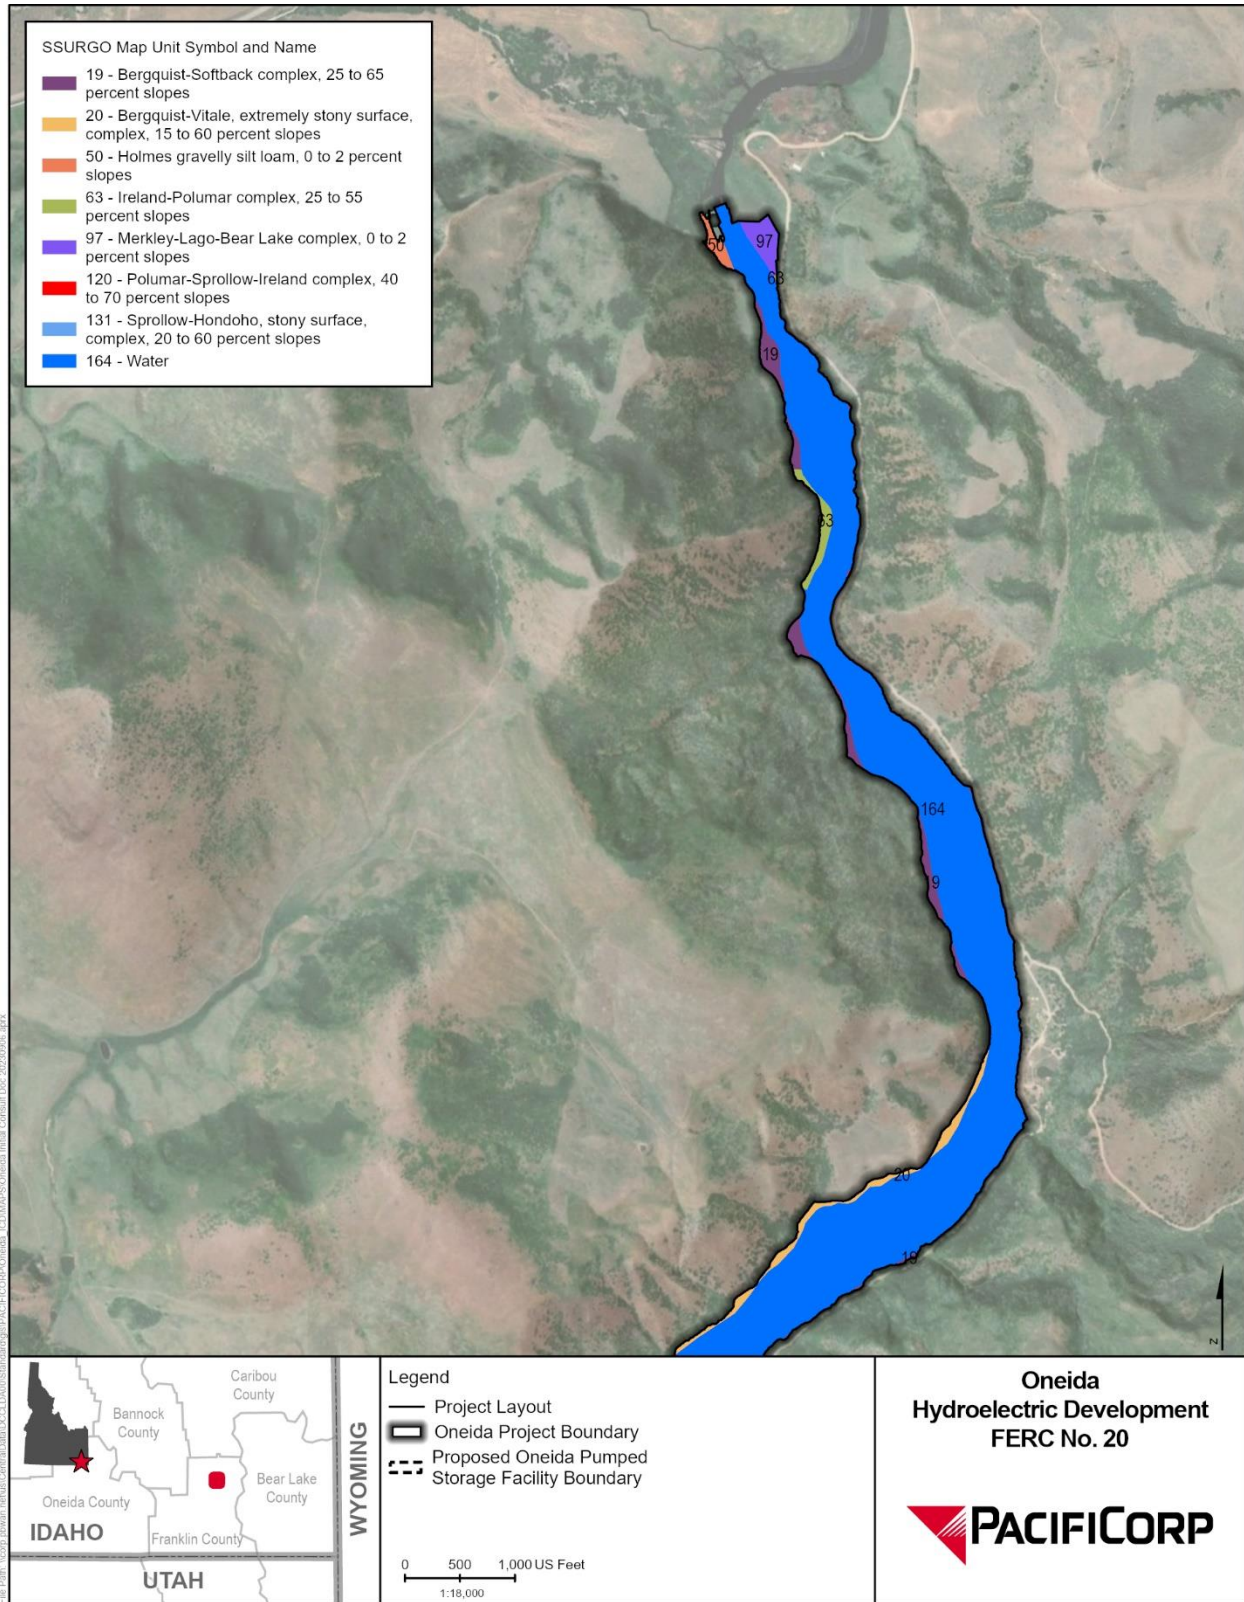 SSURGO Map Unit Symbol and Name
19 - Bergquist-Softback complex, 25 to 65
percent slopes
20 - Bergquist-Vitale, extremely stony surface,
complex, 15 to 60 percent slopes
50 - Holmes gravelly silt loam, 0 to 2 percent
slopes
63 - Ireland-Polumar complex, 25 to 55
percent slopes
97 - Merkley-Lago-Bear Lake complex, 0 to 2
percent slopes
120 - Polumar-Sprollow-Ireland complex, 40
to 70 percent slopes
131 - Sprollow-Hondoho, stony surface,
complex, 20 to 60 percent slopes
164 - Water
50
97
63
19
63
164
19
20
19
Z
Caribou
County
Bannock
County
Bear Lake
County
Oneida County
Franklin County
IDAHO
UTAH
WYOMING
Legend
Project Layout
Oneida Project Boundary
Proposed Oneida Pumped
Storage Facility Boundary
0 500 1,000 US Feet
1:18,000
Oneida
Hydroelectric Development
FERC No. 20
PACIFICORP